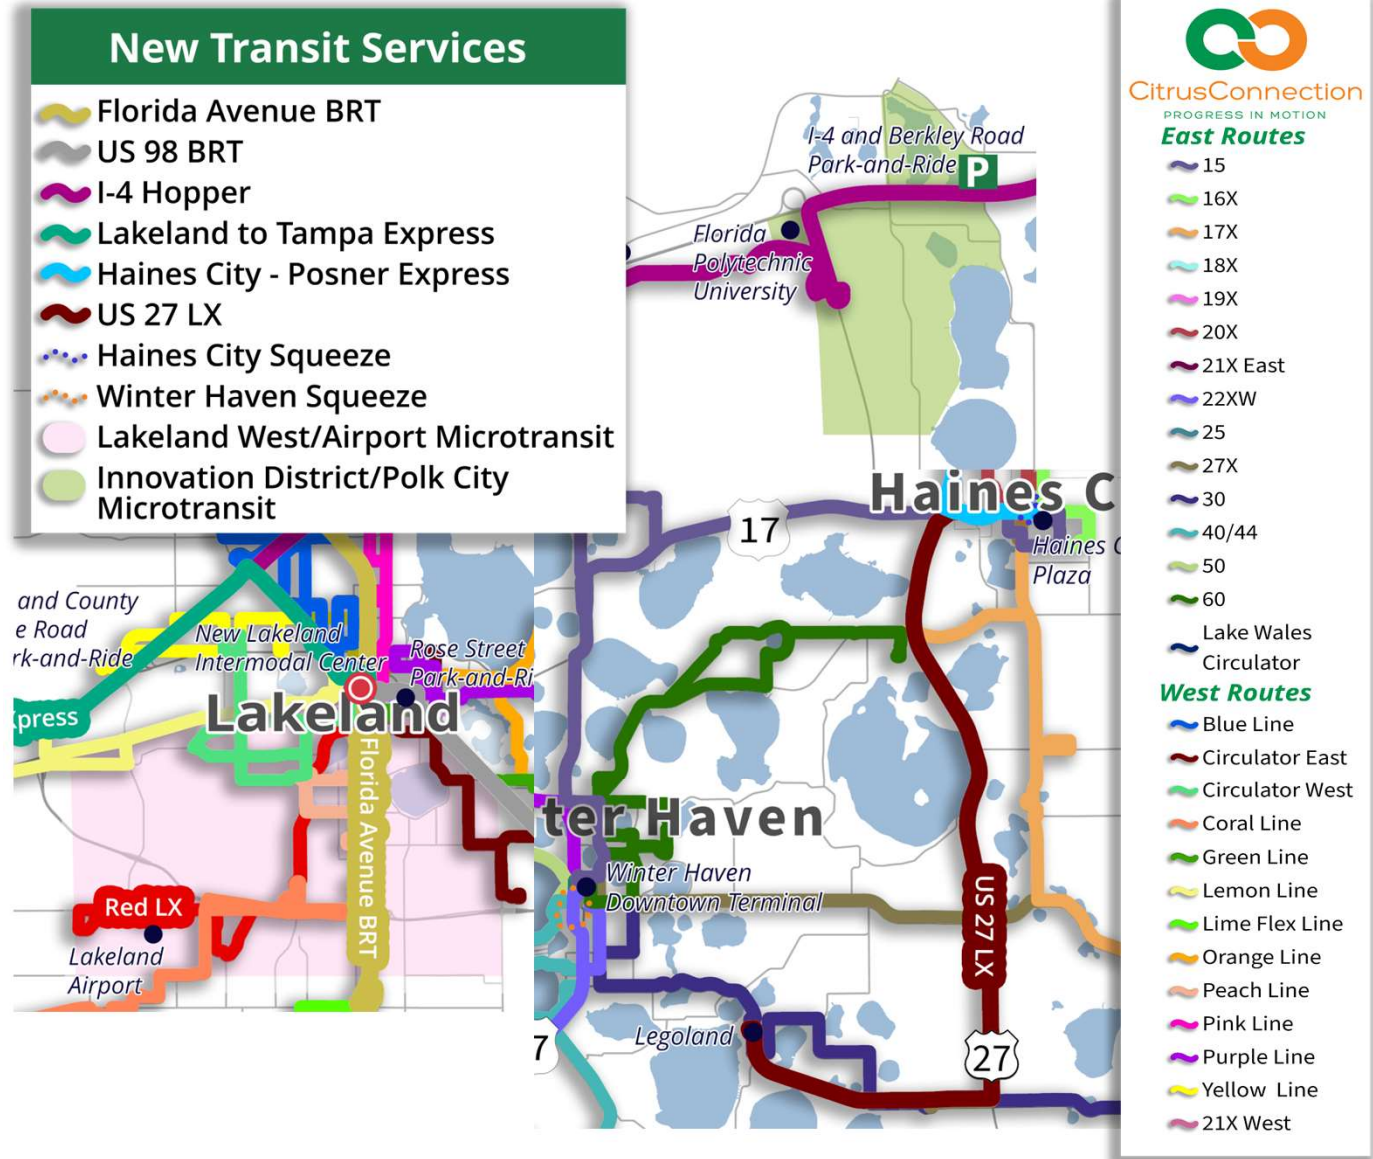 New Transit Services
Florida Avenue BRT
US 98 BRT
I-4 Hopper
Lakeland to Tampa Express
Haines City - Posner Express
US 27 LX
Haines City Squeeze
Winter Haven Squeeze
Lakeland West/Airport Microtransit
Innovation District/Polk City
Microtransit
I-4 and Berkley Road
Park-and-Ride
P
Florida
Polytechnic
University
and County
e Road
rk-and-Ride
New Lakeland
Intermodal Center
Rose Street
Park-and-Ri
xpress
Lakeland
Florida Avenue BRT
Red LX
Lakeland
Airport
17
Haines C
Haines C
Plaza
ter Haven
Winter Haven
Downtown Terminal
US 27 LX
Legoland
7
27
CitrusConnection
PROGRESS IN MOTION
East Routes
15
16X
17X
18X
19X
20X
21X East
22XW
25
27X
30
40/44
50
60
Lake Wales
Circulator
West Routes
Blue Line
Circulator East
Circulator West
Coral Line
Green Line
Lemon Line
Lime Flex Line
Orange Line
Peach Line
Pink Line
Purple Line
Yellow Line
21X West